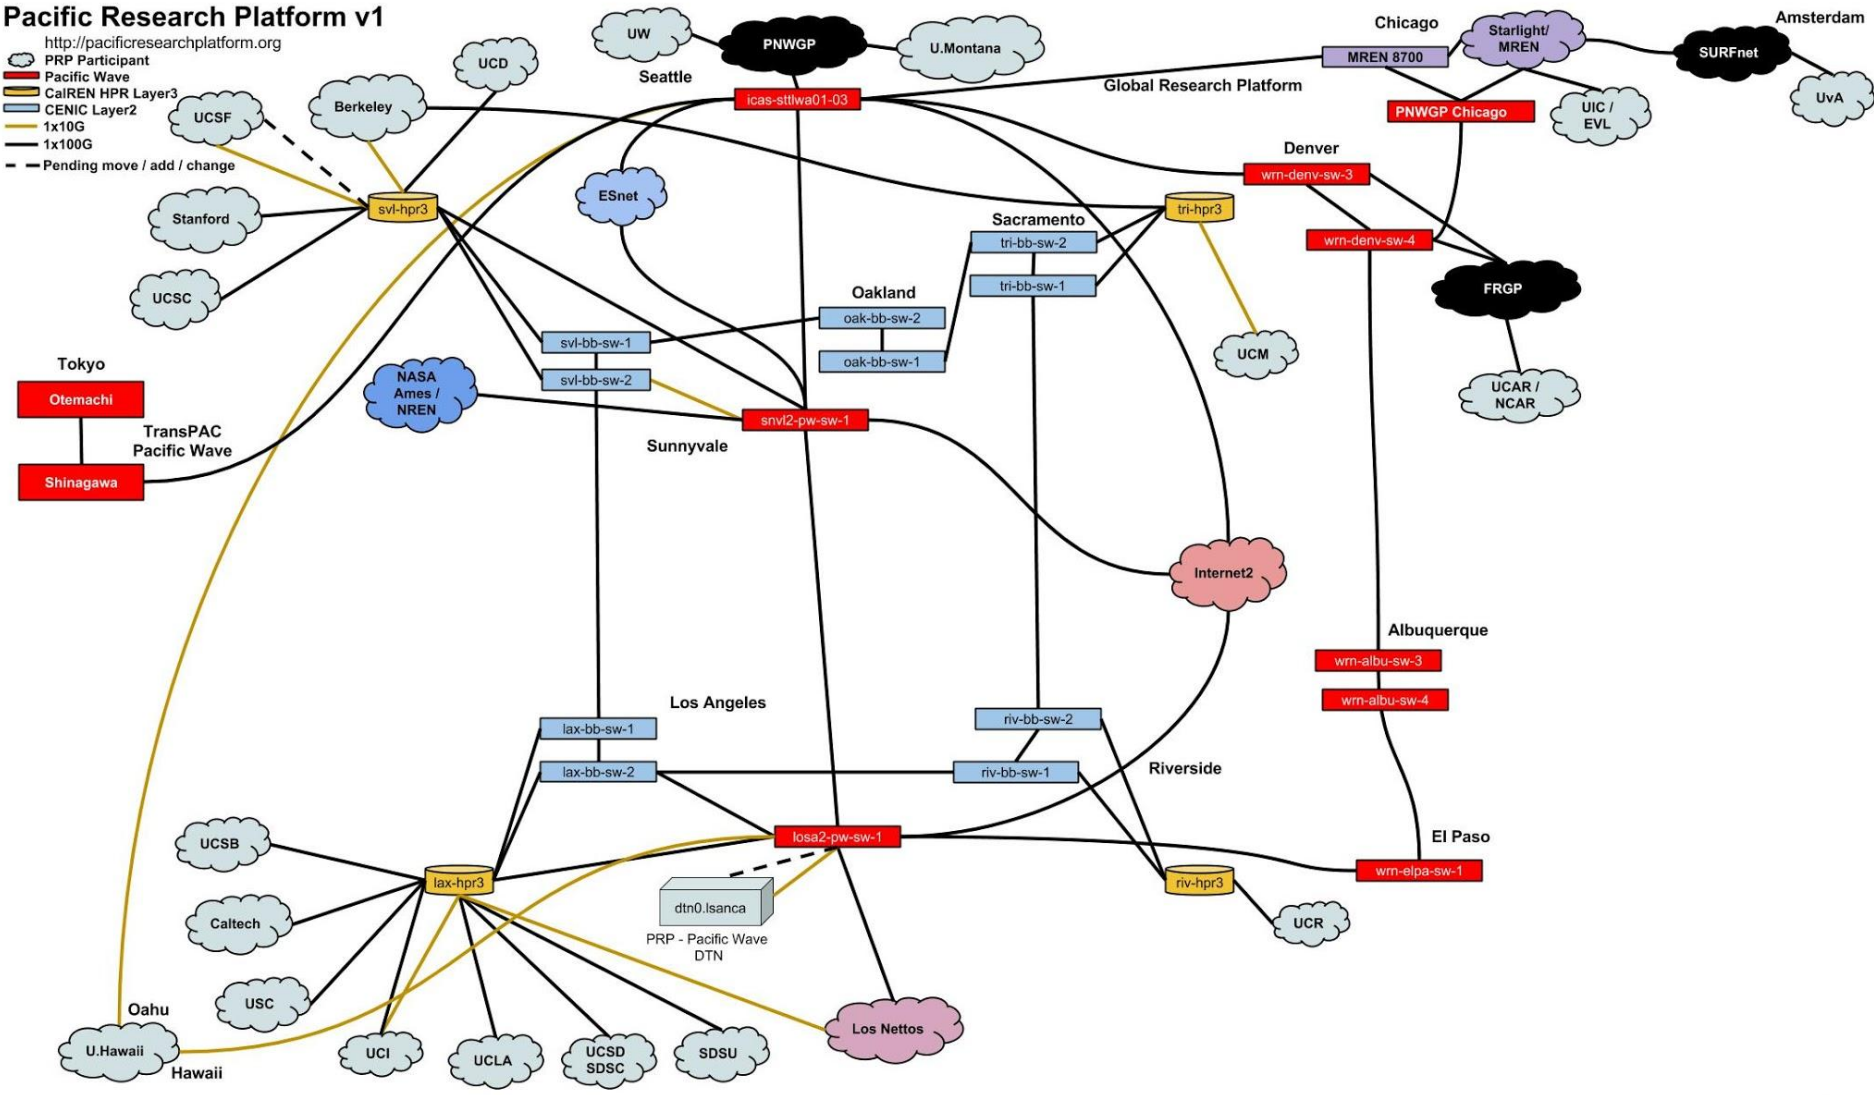 Pacific Research Platform v1
http://pacificresearchplatform.org
PRP Participant
Pacific Wave
CalREN HPR Layer3
CENIC Layer2
1x10G
1x100G
Pending move / add / change
UCD
UW
PNWGP
U.Montana
Seattle
icas-sttlwa01-03
Global Research Platform
Chicago
MREN 8700
Starlight/
MREN
Amsterdam
SURFnet
UvA
PNWGP Chicago
UIC /
EVL
UCSF
Berkeley
Stanford
svl-hpr3
UCSC
ESnet
Denver
wrn-denv-sw-3
wrn-denv-sw-4
FRGP
UCAR /
NCAR
tri-hpr3
Sacramento
tri-bb-sw-2
tri-bb-sw-1
Oakland
oak-bb-sw-2
oak-bb-sw-1
UCM
svl-bb-sw-1
svl-bb-sw-2
NASA
Ames /
NREN
snvl2-pw-sw-1
Sunnyvale
Tokyo
Otemachi
TransPAC
Pacific Wave
Shinagawa
Internet2
Albuquerque
wrn-albu-sw-3
wrn-albu-sw-4
Los Angeles
lax-bb-sw-1
lax-bb-sw-2
riv-bb-sw-2
riv-bb-sw-1
Riverside
losa2-pw-sw-1
El Paso
wrn-elpa-sw-1
UCSB
lax-hpr3
dtn0.lsanca
PRP - Pacific Wave
DTN
riv-hpr3
UCR
Caltech
USC
Oahu
U.Hawaii
Hawaii
UCI
UCLA
UCSD
SDSC
SDSU
Los Nettos